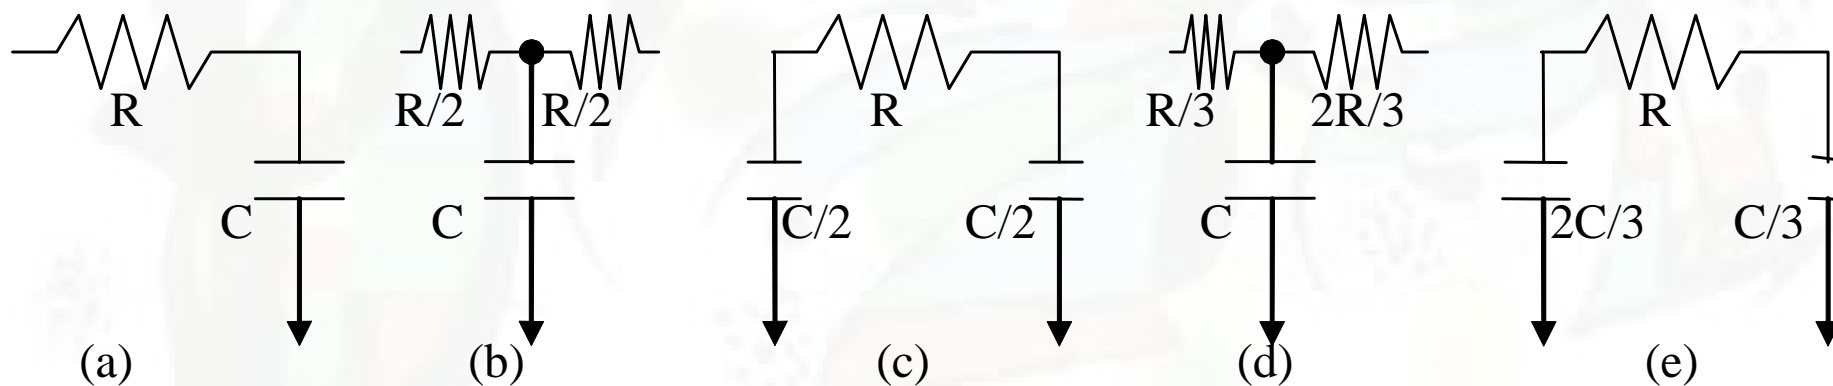 R R/2 R/2 R R/3 2R/3 R
C C C/2 C/2 C 2C/3 C/3
(a) (b) (c) (d) (e)